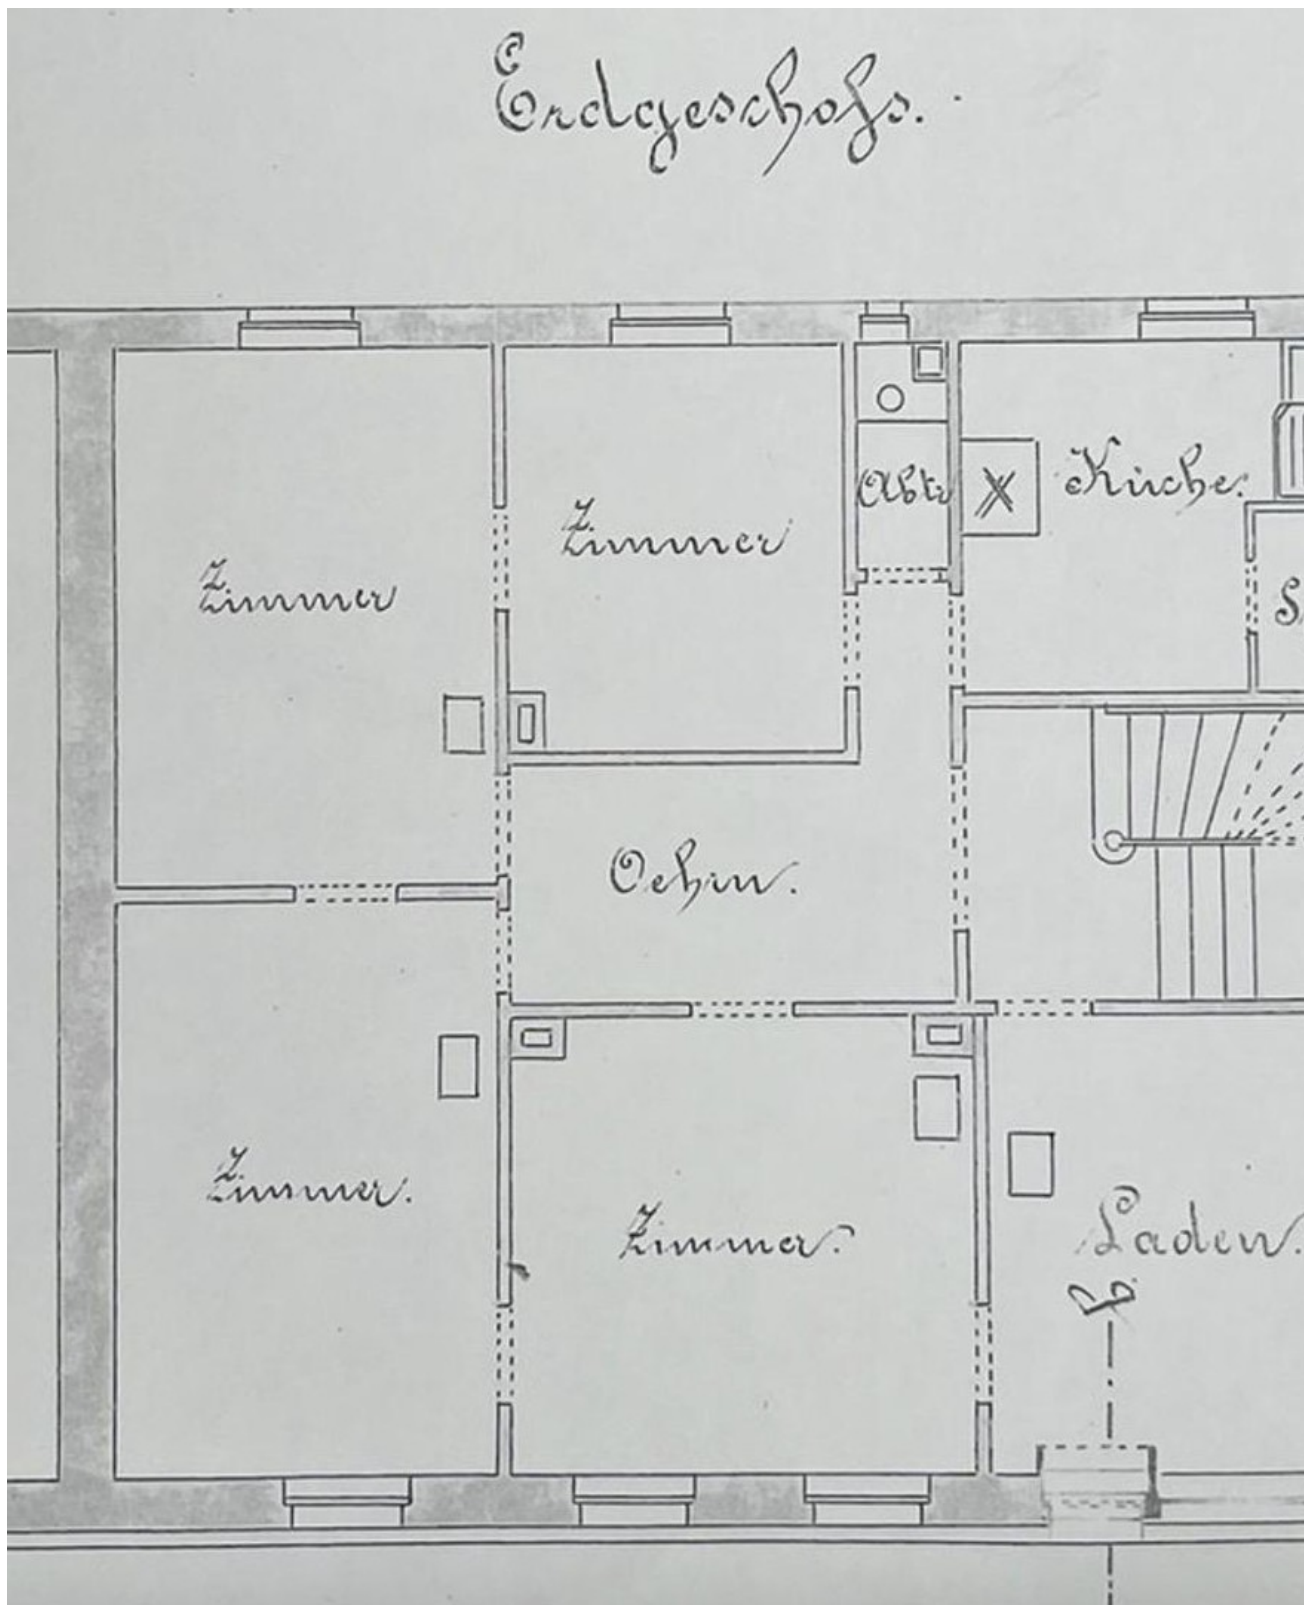 Erdgeschoſs.
Zimmer
Zimmer
Abtr
Küche.
S
Oehrn.
Zimmer.
Zimmer.
Laden.